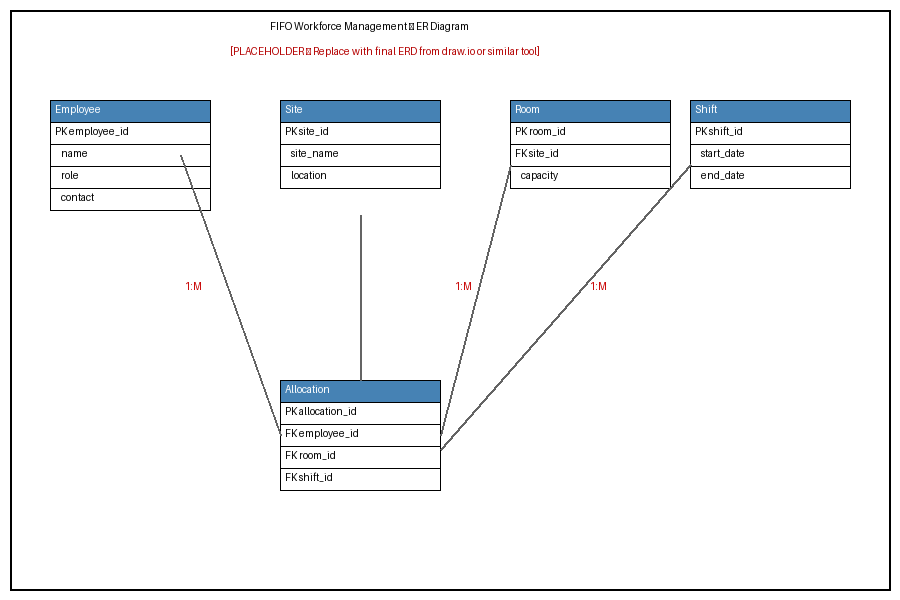 FIFO Workforce Management▯ER Diagram
[PLACEHOLDER▯Replace with final ERD from draw.io or similar tool]
Employee
PK employee_id
name
role
contact
Site
PK site_id
site_name
location
Room
PK room_id
FK site_id
capacity
Shift
PK shift_id
start_date
end_date
1:M
1:M
1:M
Allocation
PK allocation_id
FK employee_id
FK room_id
FK shift_id